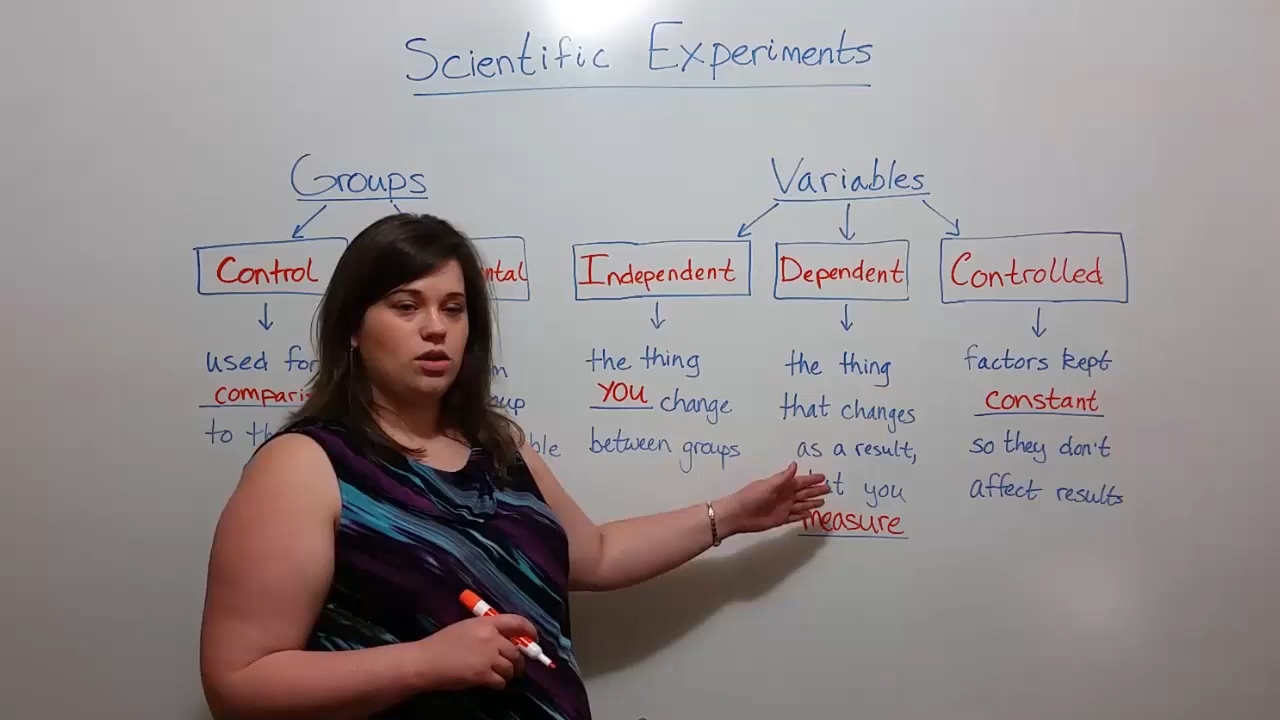 Scientific Experiments
Groups
Variables
Control
Independent
Dependent
Controlled
used for
to
the thing
YOU change
between groups
the thing
that changes
as a result,
you
measure
factors kept
constant
so they don't
affect results